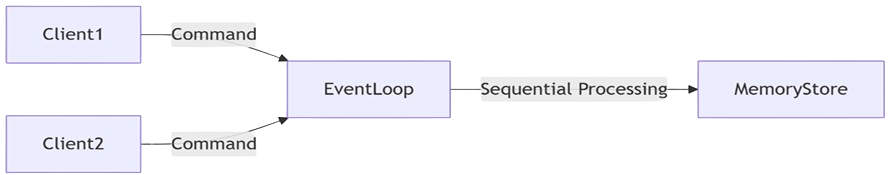 Client1
Command
EventLoop
Sequential Processing
MemoryStore
Client2
Command